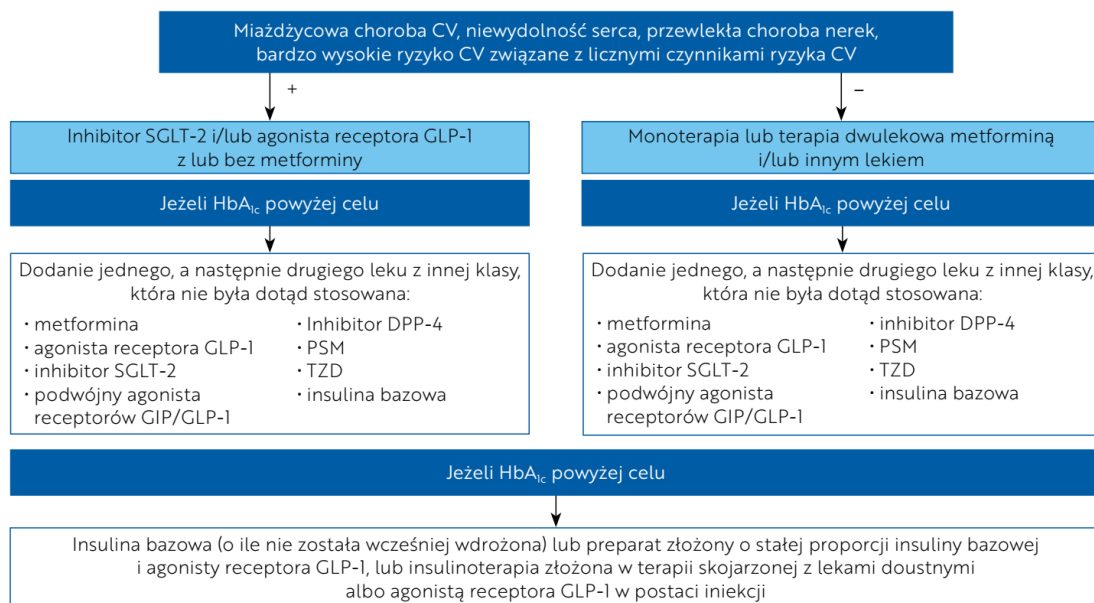 Miażdżycowa choroba CV, niewydolność serca, przewlekła choroba nerek,
bardzo wysokie ryzyko CV związane z licznymi czynnikami ryzyka CV
+
–
Inhibitor SGLT-2 i/lub agonista receptora GLP-1
z lub bez metforminy
Jeżeli HbA1c powyżej celu
Dodanie jednego, a następnie drugiego leku z innej klasy,
która nie była dotąd stosowana:
· metformina
· agonista receptora GLP-1
· inhibitor SGLT-2
· podwójny agonista
receptorów GIP/GLP-1
· Inhibitor DPP-4
· PSM
· TZD
· insulina bazowa
Monoterapia lub terapia dwulekowa metforminą
i/lub innym lekiem
Jeżeli HbA1c powyżej celu
Dodanie jednego, a następnie drugiego leku z innej klasy,
która nie była dotąd stosowana:
· metformina
· agonista receptora GLP-1
· inhibitor SGLT-2
· podwójny agonista
receptorów GIP/GLP-1
· inhibitor DPP-4
· PSM
· TZD
· insulina bazowa
Jeżeli HbA1c powyżej celu
Insulina bazowa (o ile nie została wcześniej wdrożona) lub preparat złożony o stałej proporcji insuliny bazowej
i agonisty receptora GLP-1, lub insulinoterapia złożona w terapii skojarzonej z lekami doustnymi
albo agonistą receptora GLP-1 w postaci iniekcji